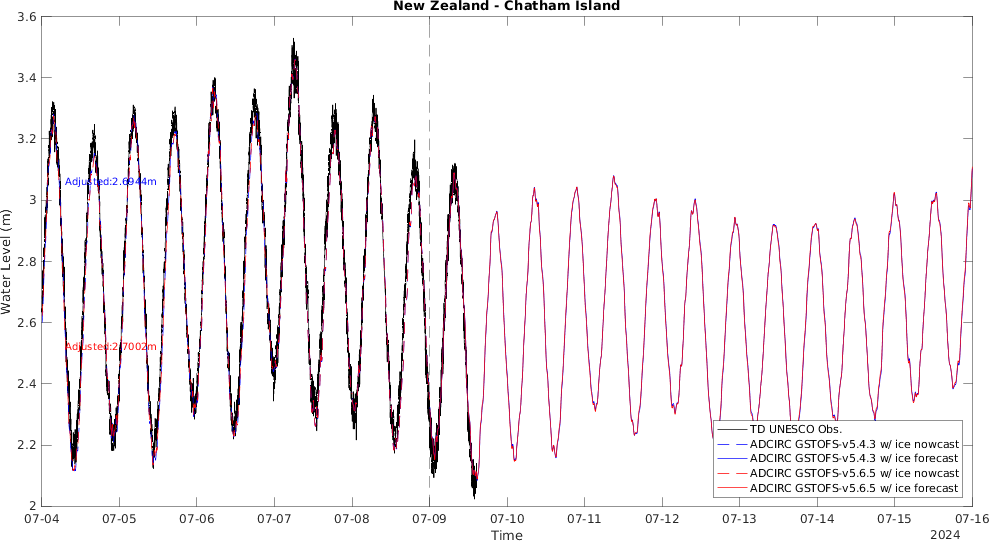 New Zealand - Chatham Island
3.6
3.4
3.2
3
2.8
2.6
2.4
2.2
2
Water Level (m)
Adjusted:2.6944m
Adjusted:2.7002m
TD UNESCO Obs.
ADCIRC GSTOFS-v5.4.3 w/ ice nowcast
ADCIRC GSTOFS-v5.4.3 w/ ice forecast
ADCIRC GSTOFS-v5.6.5 w/ ice nowcast
ADCIRC GSTOFS-v5.6.5 w/ ice forecast
07-04 07-05 07-06 07-07 07-08 07-09 07-10 07-11 07-12 07-13 07-14 07-15 07-16
Time
2024